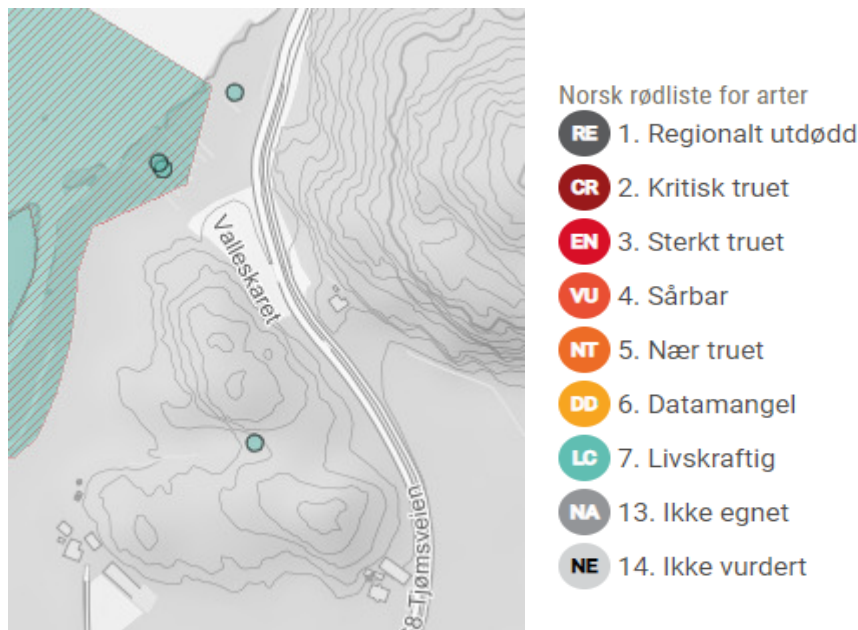 Valleskaret
68 Tjømsveien
Norsk rødliste for arter
RE 1. Regionalt utdødd
CR 2. Kritisk truet
EN 3. Sterkt truet
VU 4. Sårbar
NT 5. Nær truet
DD 6. Datamangel
LC 7. Livskraftig
NA 13. Ikke egnet
NE 14. Ikke vurdert